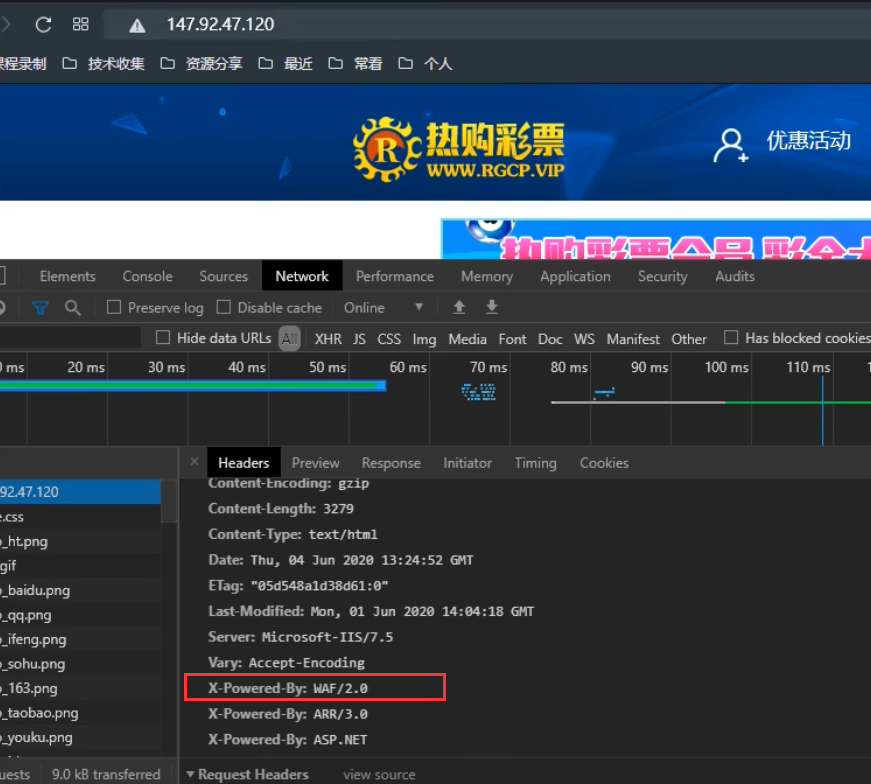 147.92.47.120
课程录制 技术收集 资源分享 最近 常看 个人
R 热购彩票
WWW.RGCP.VIP
优惠活动
热购彩票会员 彩金大
Elements Console Sources Network Performance Memory Application Security Audits
Preserve log Disable cache Online
Hide data URLs All XHR JS CSS Img Media Font Doc WS Manifest Other Has blocked cookies
ms 20 ms 30 ms 40 ms 50 ms 60 ms 70 ms 80 ms 90 ms 100 ms 110 ms
Headers Preview Response Initiator Timing Cookies
92.47.120
e.css
o_ht.png
gif
o_baidu.png
o_qq.png
o_ifeng.png
o_sohu.png
o_163.png
o_taobao.png
o_youku.png
Content-Encoding: gzip
Content-Length: 3279
Content-Type: text/html
Date: Thu, 04 Jun 2020 13:24:52 GMT
ETag: "05d548a1d38d61:0"
Last-Modified: Mon, 01 Jun 2020 14:04:18 GMT
Server: Microsoft-IIS/7.5
Vary: Accept-Encoding
X-Powered-By: WAF/2.0
X-Powered-By: ARR/3.0
X-Powered-By: ASP.NET
uests 9.0 kB transferred
Request Headers view source